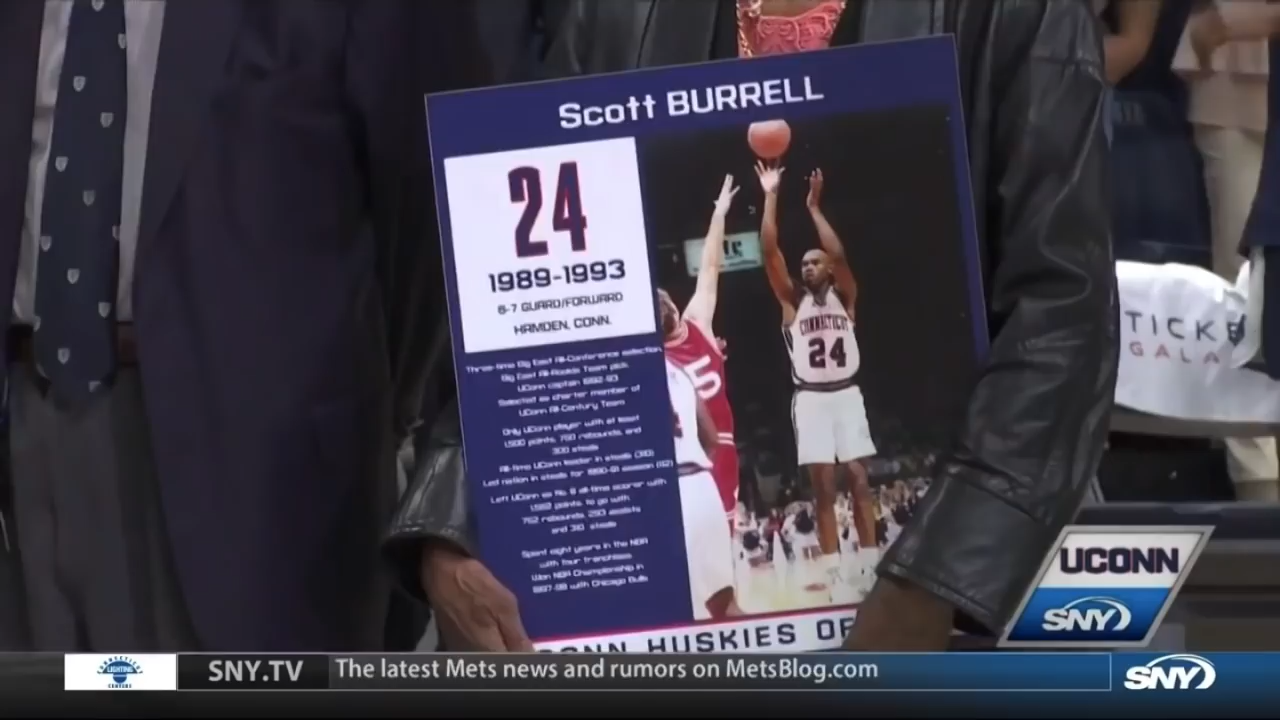 Scott BURRELL
24
1989-1993
6-7 GUARD/FORWARD
HAMDEN, CONN.
Three-time Big East All-Conference selection
Big East All-Rookie Team pick
UConn captain 1992-93
Selected as charter member of
UConn All-Century Team
Only UConn player with at least
1,500 points, 750 rebounds, and
300 steals
All-time UConn leader in steals (310)
Led nation in steals for 1990-91 season (112)
Left UConn as No. 8 all-time scorer with
points, to go with
752 rebounds, assists
and 310 steals
Spent eight years in the NBA
with four franchises
Won NBA Championship in
1997-98 with Chicago Bulls
CONNECTICUT
24
5
ONN HUSKIES OF
TICKE
GALA
UCONN
SNY
LIGHTING
SNY.TV
The latest Mets news and rumors on MetsBlog.com
SNY